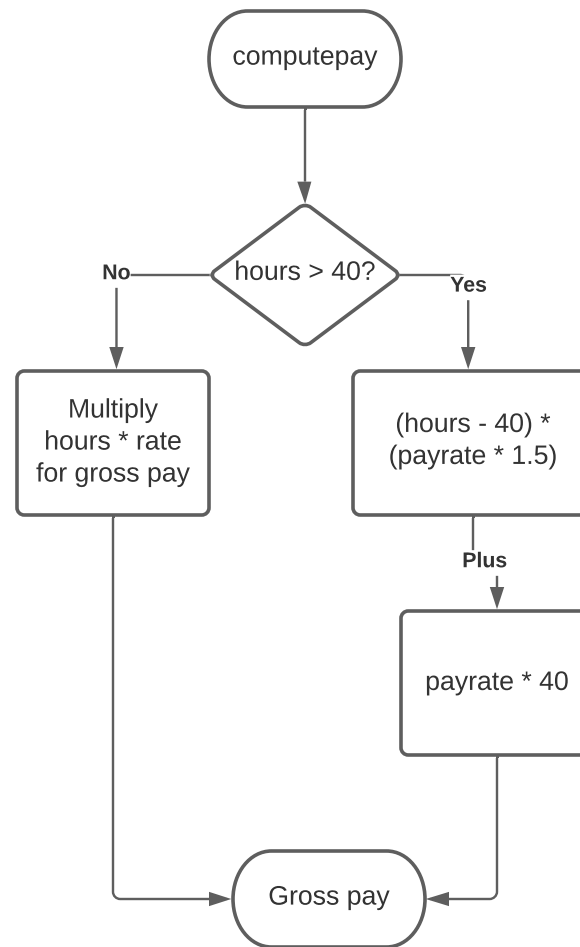 computepay
hours > 40?
No
Yes
Multiply
hours * rate
for gross pay
(hours - 40) *
(payrate * 1.5)
Plus
payrate * 40
Gross pay